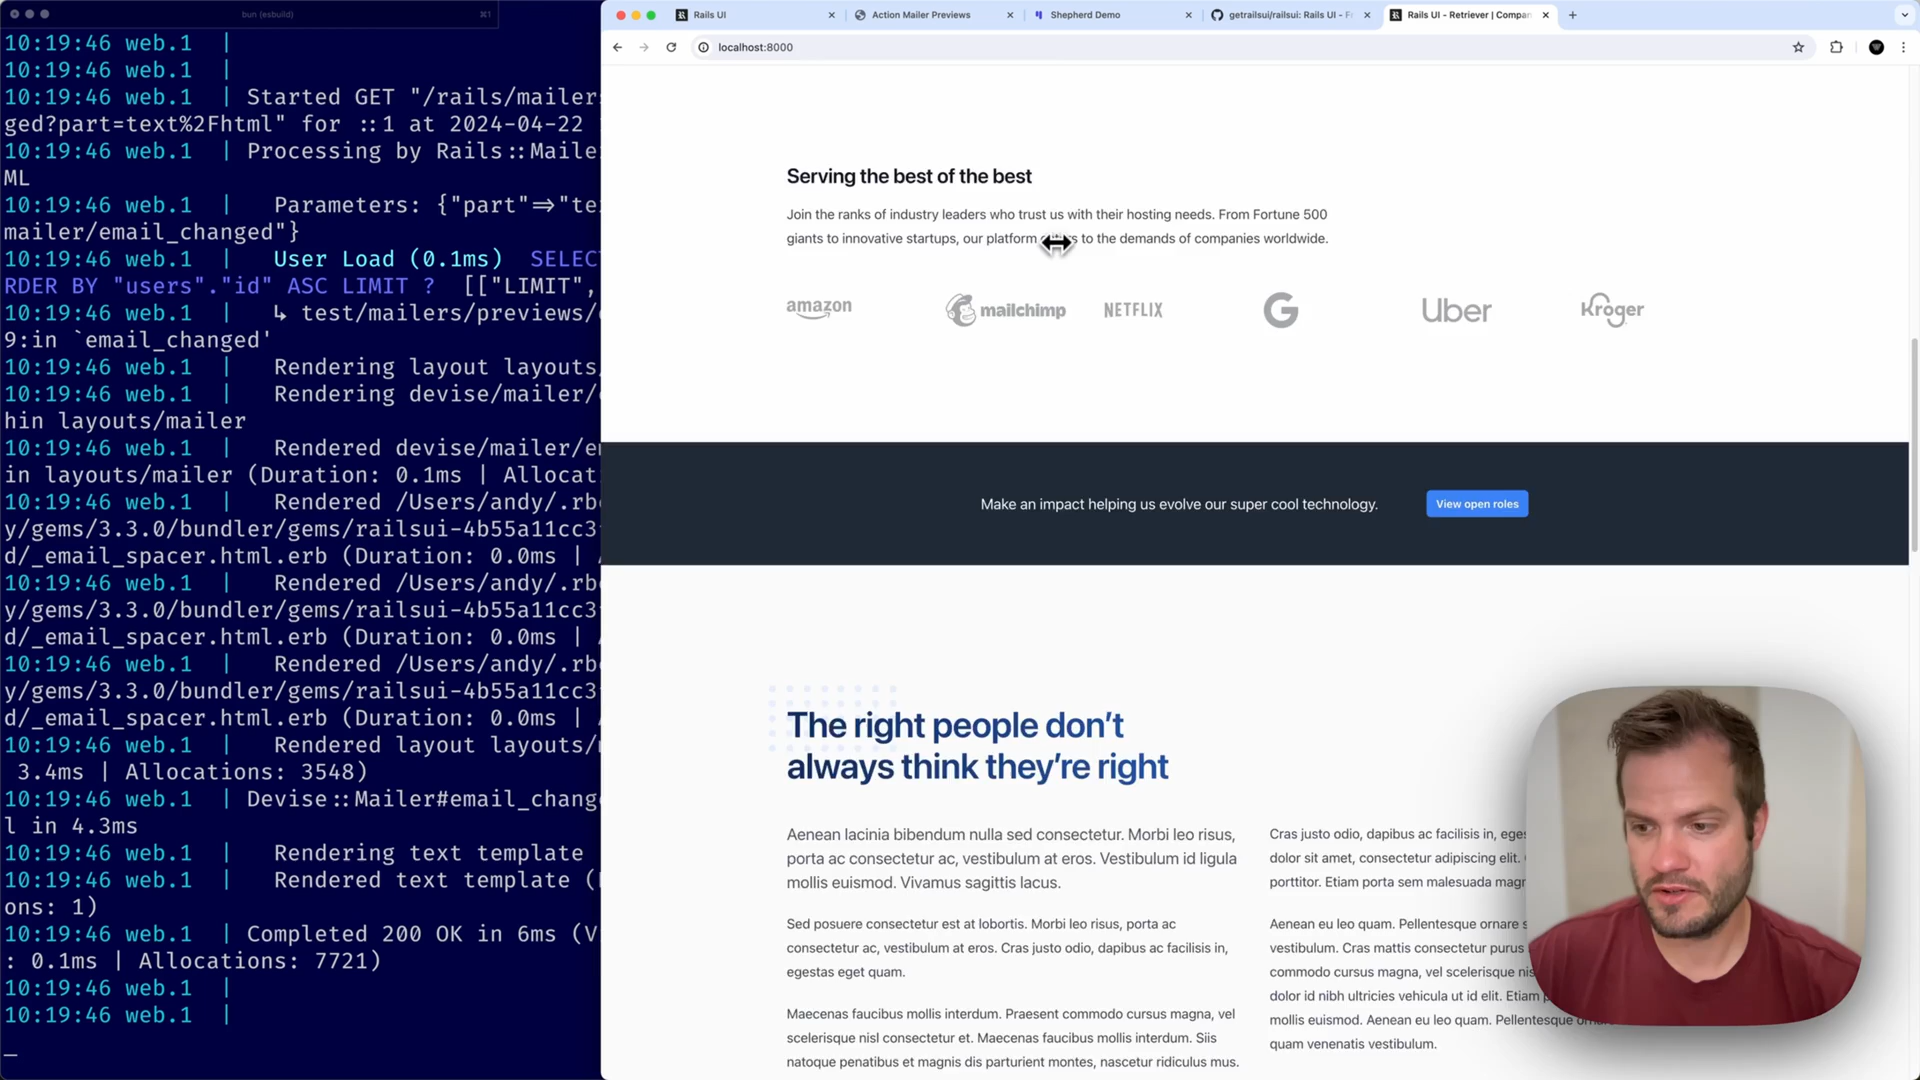 bun (esbuild)
⌘1
10:19:46 web.1  |
10:19:46 web.1  |
10:19:46 web.1  | Started GET "/rails/mailer
ged?part=text%2Fhtml" for ::1 at 2024-04-22
10:19:46 web.1  | Processing by Rails::Maile
ML
10:19:46 web.1  |   Parameters: {"part"=>"te
mailer/email_changed"}
10:19:46 web.1  |   User Load (0.1ms)  SELEC
RDER BY "users"."id" ASC LIMIT ?  [["LIMIT",
10:19:46 web.1  |   ↳ test/mailers/previews/
9:in `email_changed'
10:19:46 web.1  |   Rendering layout layouts
10:19:46 web.1  |   Rendering devise/mailer/
hin layouts/mailer
10:19:46 web.1  |   Rendered devise/mailer/e
in layouts/mailer (Duration: 0.1ms | Allocat
10:19:46 web.1  |   Rendered /Users/andy/.rb
y/gems/3.3.0/bundler/gems/railsui-4b55a11cc3
d/_email_spacer.html.erb (Duration: 0.0ms |
10:19:46 web.1  |   Rendered /Users/andy/.rb
y/gems/3.3.0/bundler/gems/railsui-4b55a11cc3
d/_email_spacer.html.erb (Duration: 0.0ms |
10:19:46 web.1  |   Rendered /Users/andy/.rb
y/gems/3.3.0/bundler/gems/railsui-4b55a11cc3
d/_email_spacer.html.erb (Duration: 0.0ms |
10:19:46 web.1  |   Rendered layout layouts/
 3.4ms | Allocations: 3548)
10:19:46 web.1  | Devise::Mailer#email_chang
l in 4.3ms
10:19:46 web.1  |   Rendering text template
10:19:46 web.1  |   Rendered text template (
ons: 1)
10:19:46 web.1  | Completed 200 OK in 6ms (V
: 0.1ms | Allocations: 7721)
10:19:46 web.1  |
10:19:46 web.1  |
Rails UI
Action Mailer Previews
Shepherd Demo
getrailsui/railsui: Rails UI - F
Rails UI - Retriever | Compan
localhost:8000
Serving the best of the best
Join the ranks of industry leaders who trust us with their hosting needs. From Fortune 500
giants to innovative startups, our platform to the demands of companies worldwide.
amazon
mailchimp
NETFLIX
G
Uber
Kroger
Make an impact helping us evolve our super cool technology.
View open roles
The right people don’t
always think they’re right
Aenean lacinia bibendum nulla sed consectetur. Morbi leo risus,
porta ac consectetur ac, vestibulum at eros. Vestibulum id ligula
mollis euismod. Vivamus sagittis lacus.
Sed posuere consectetur est at lobortis. Morbi leo risus, porta ac
consectetur ac, vestibulum at eros. Cras justo odio, dapibus ac facilisis in,
egestas eget quam.
Maecenas faucibus mollis interdum. Praesent commodo cursus magna, vel
scelerisque nisl consectetur et. Maecenas faucibus mollis interdum. Siis
natoque penatibus et magnis dis parturient montes, nascetur ridiculus mus.
Cras justo odio, dapibus ac facilisis in, eges
dolor sit amet, consectetur adipiscing elit.
porttitor. Etiam porta sem malesuada magn
Aenean eu leo quam. Pellentesque ornare s
vestibulum. Cras mattis consectetur purus
commodo cursus magna, vel scelerisque nis
dolor id nibh ultricies vehicula ut id elit. Etiam p
mollis euismod. Aenean eu leo quam. Pellentesque
quam venenatis vestibulum.